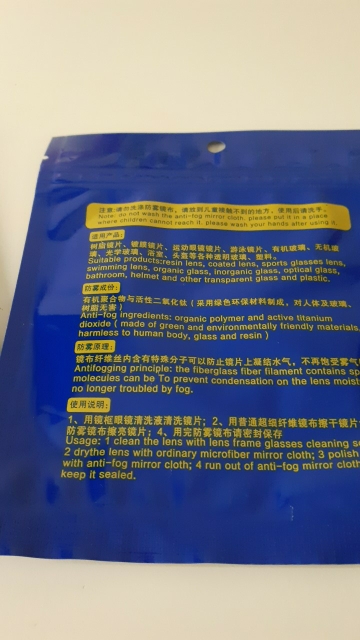 注意:请勿洗涤防雾镜布。请放到儿童接触不到的地方。使用后请洗手。
Note: do not wash the anti-fog mirror cloth, please put it in a place
where children cannot reach it. please wash your hands after using it.
适用产品:
树脂镜片、镀膜镜片、运动眼镜镜片、游泳镜片、有机玻璃、无机玻
璃、光学玻璃、浴室、头盔等各种透明玻璃、塑料。
Suitable products:resin lens, coated lens, sports glasses lens,
swimming lens, organic glass, inorganic glass, optical glass,
bathroom, helmet and other transparent glass and plastic.
防雾成份:
有机聚合物与活性二氧化钛(采用绿色环保材料制成,对人体及玻璃、
树脂无害)
Anti-fog ingredients: organic polymer and active titanium
dioxide ( made of green and environmentally friendly materials,
harmless to human body, glass and resin )
防雾原理:
镜布纤维丝内含有特殊分子可以防止镜片上凝结水气,不再饱受雾气
Antifogging principle: the fiberglass fiber filament contains sp
molecules can be To prevent condensation on the lens moist
no longer troubled by fog.
使用说明:
1、用镜框眼镜清洗液清洗镜片;2、用普通超细纤维镜布擦干镜片
防雾镜布擦亮镜片;4、用完防雾镜布请密封保存
Usage: 1 clean the lens with lens frame glasses cleaning s
2 drythe lens with ordinary microfiber mirror cloth; 3 polish
with anti-fog mirror cloth; 4 run out of anti-fog mirror cloth
keep it sealed.